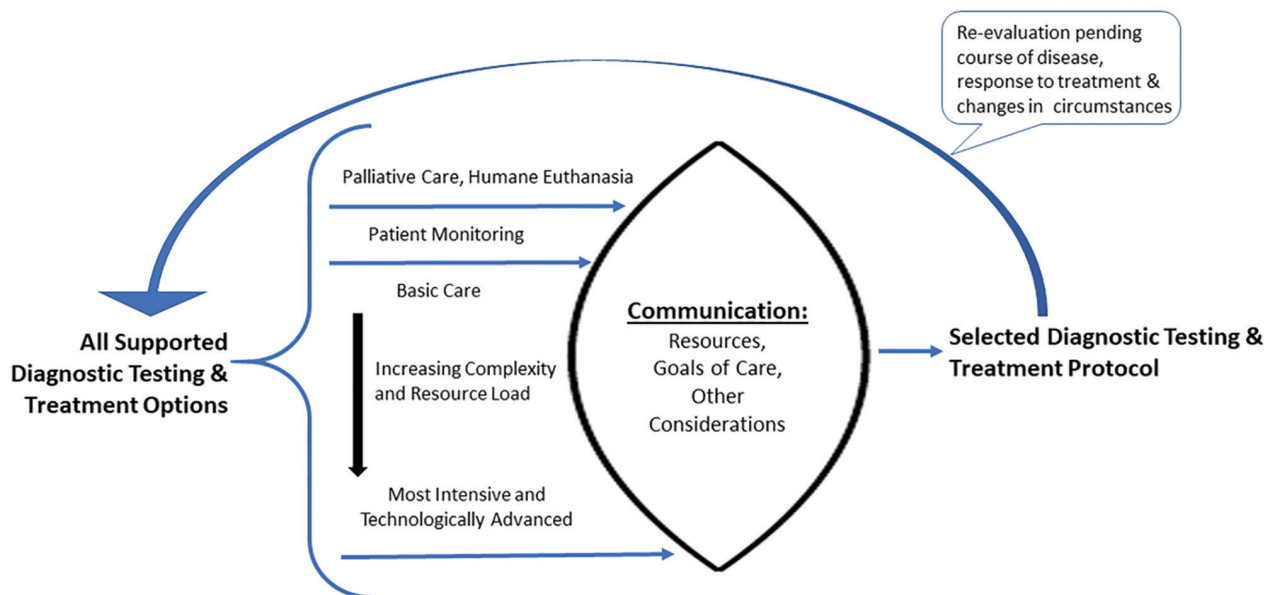 Re-evaluation pending
course of disease,
response to treatment &
changes in circumstances
Palliative Care, Humane Euthanasia
Patient Monitoring
Basic Care
All Supported
Diagnostic Testing &
Treatment Options
Increasing Complexity
and Resource Load
Most Intensive and
Technologically Advanced
Communication:
Resources,
Goals of Care,
Other
Considerations
Selected Diagnostic Testing &
Treatment Protocol